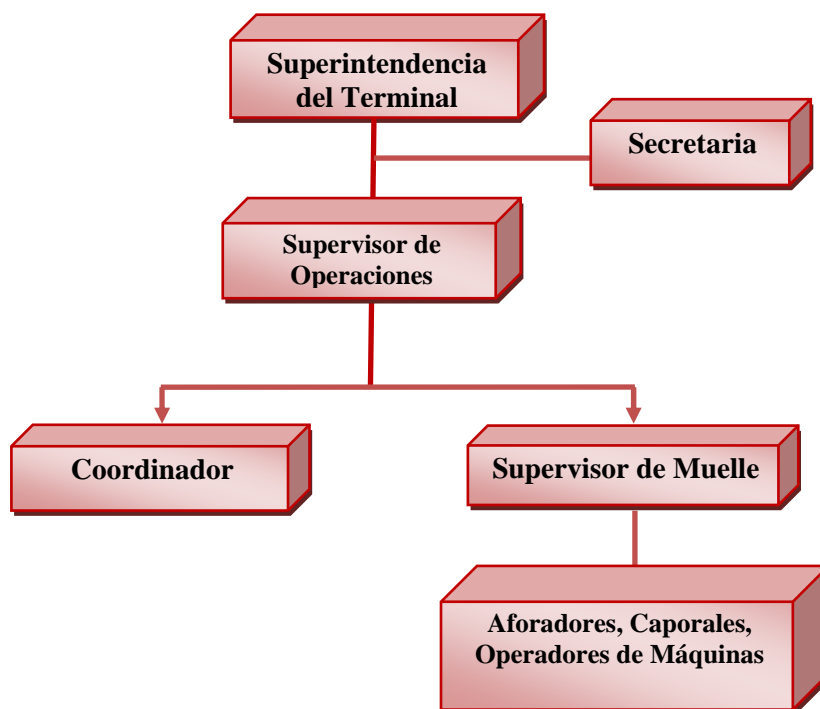 Superintendencia
del Terminal
Secretaria
Supervisor de
Operaciones
Coordinador
Supervisor de Muelle
Aforadores, Caporales,
Operadores de Máquinas